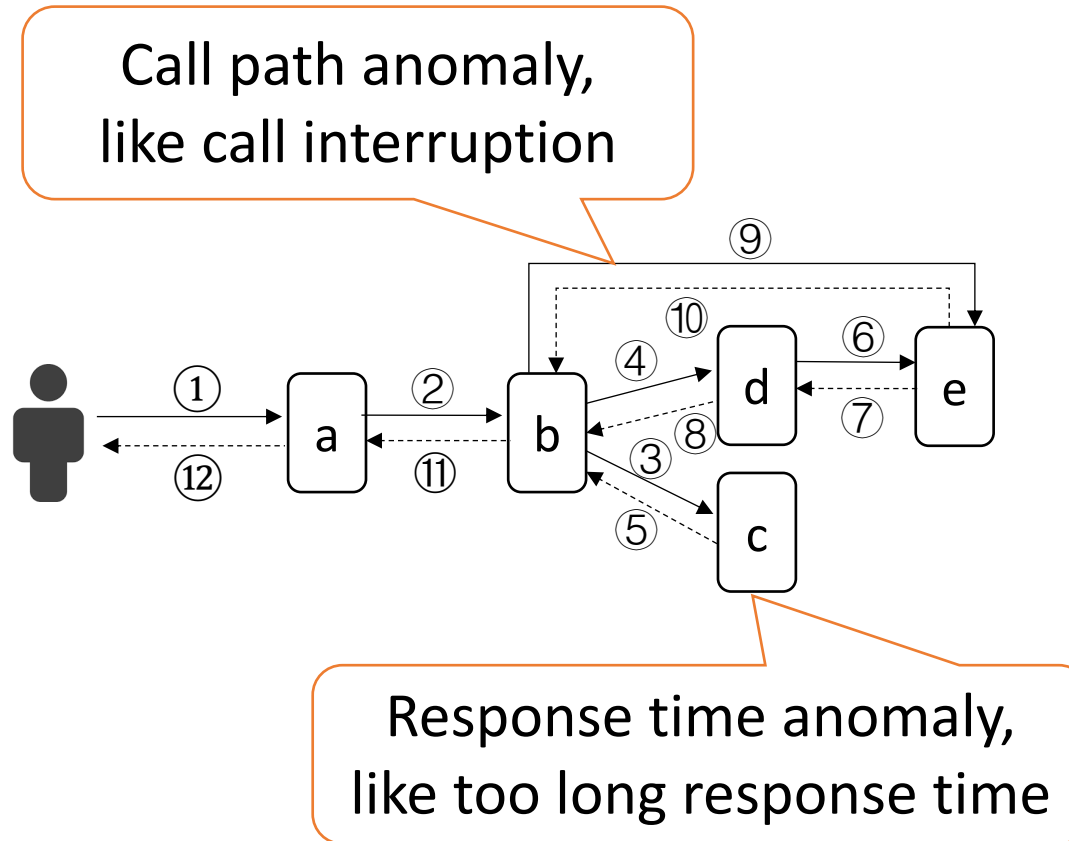 Call path anomaly,
like call interruption
⑨
⑩
④
d
⑥
e
①
②
a
b
⑧
⑦
③
⑫
⑪
⑤
c
Response time anomaly,
like too long response time